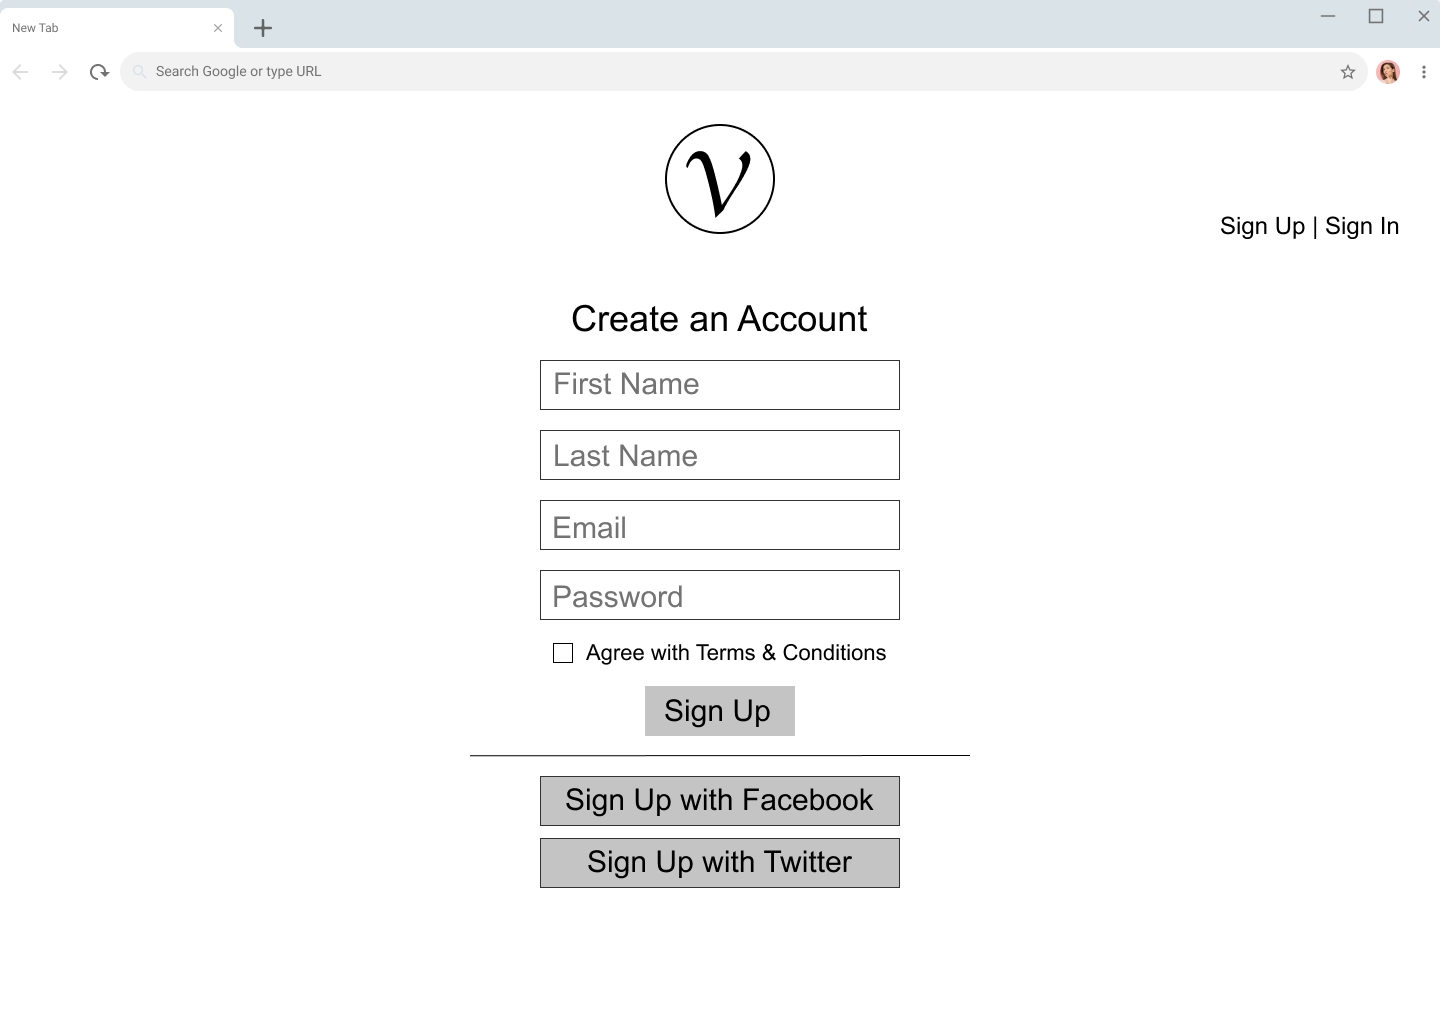 New Tab
Search Google or type URL
V
Sign Up | Sign In
Create an Account
First Name
Last Name
Email
Password
Agree with Terms & Conditions
Sign Up
Sign Up with Facebook
Sign Up with Twitter